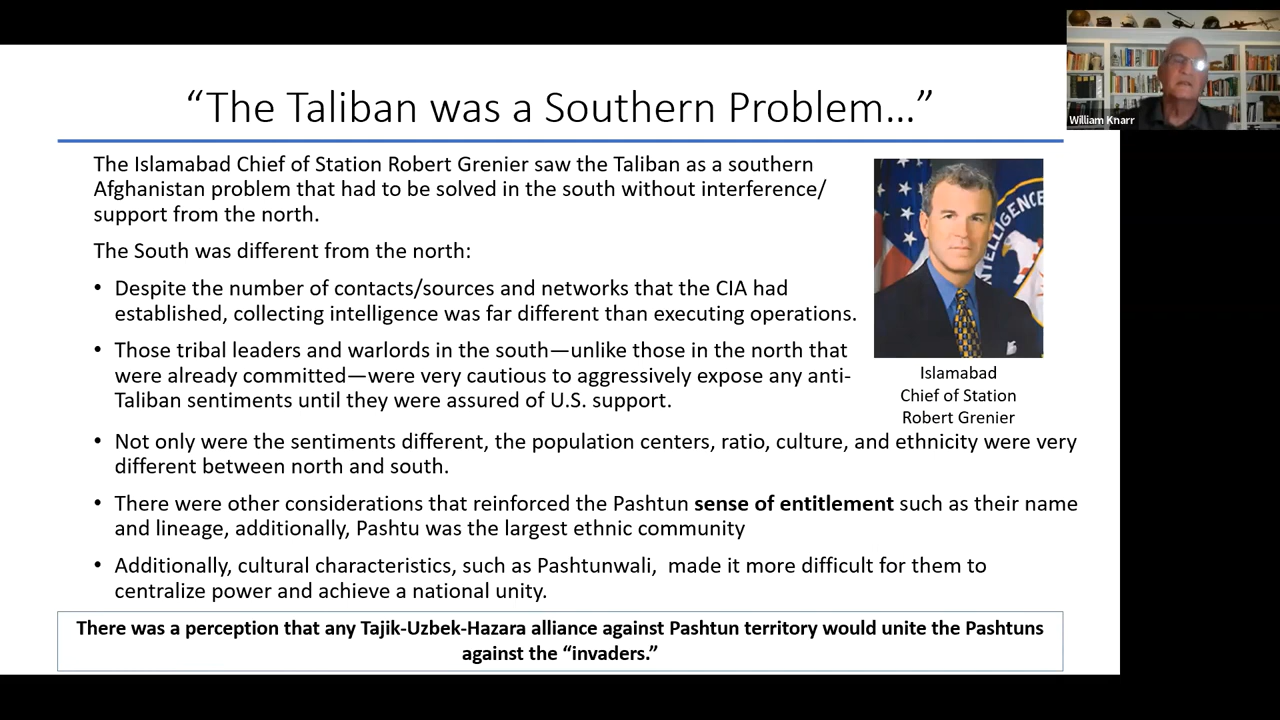 “The Taliban was a Southern Problem…”
William Knarr
The Islamabad Chief of Station Robert Grenier saw the Taliban as a southern
Afghanistan problem that had to be solved in the south without interference/
support from the north.
The South was different from the north:
• Despite the number of contacts/sources and networks that the CIA had
established, collecting intelligence was far different than executing operations.
• Those tribal leaders and warlords in the south—unlike those in the north that
were already committed—were very cautious to aggressively expose any anti-
Taliban sentiments until they were assured of U.S. support.
INTELLIGENCE
Islamabad
Chief of Station
Robert Grenier
• Not only were the sentiments different, the population centers, ratio, culture, and ethnicity were very
different between north and south.
• There were other considerations that reinforced the Pashtun sense of entitlement such as their name
and lineage, additionally, Pashtu was the largest ethnic community
• Additionally, cultural characteristics, such as Pashtunwali,  made it more difficult for them to
centralize power and achieve a national unity.
There was a perception that any Tajik-Uzbek-Hazara alliance against Pashtun territory would unite the Pashtuns
against the “invaders.”